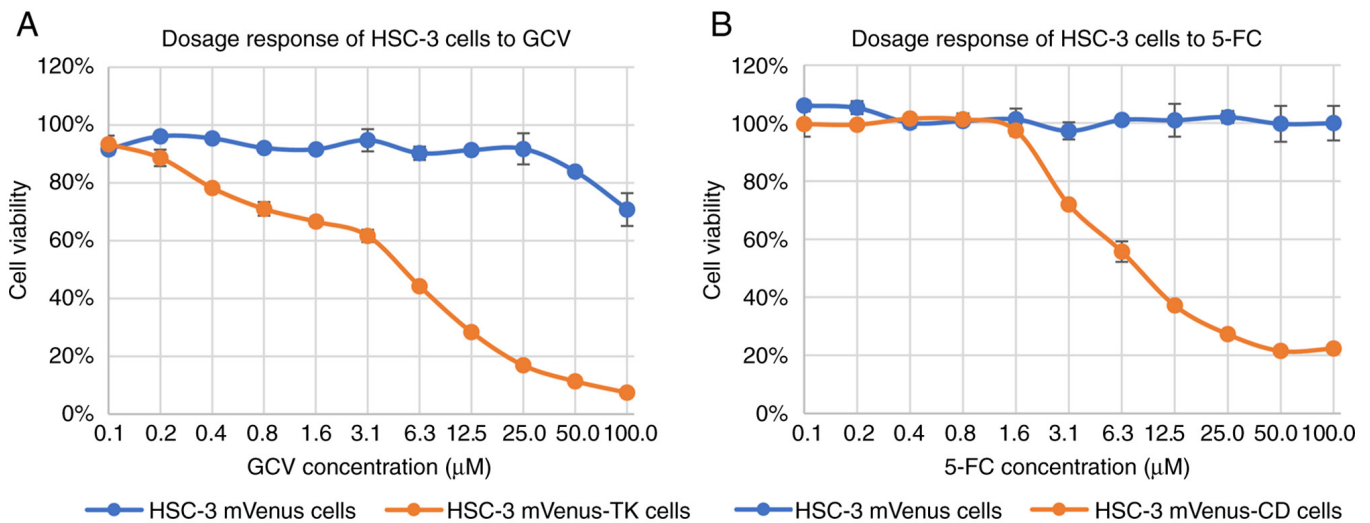 A
Dosage response of HSC-3 cells to GCV
120%
100%
80%
60%
40%
20%
0%
Cell viability
0.1 0.2 0.4 0.8 1.6 3.1 6.3 12.5 25.0 50.0 100.0
GCV concentration (μM)
HSC-3 mVenus cells HSC-3 mVenus-TK cells
B
Dosage response of HSC-3 cells to 5-FC
120%
100%
80%
60%
40%
20%
0%
Cell viability
0.1 0.2 0.4 0.8 1.6 3.1 6.3 12.5 25.0 50.0 100.0
5-FC concentration (μM)
HSC-3 mVenus cells HSC-3 mVenus-CD cells